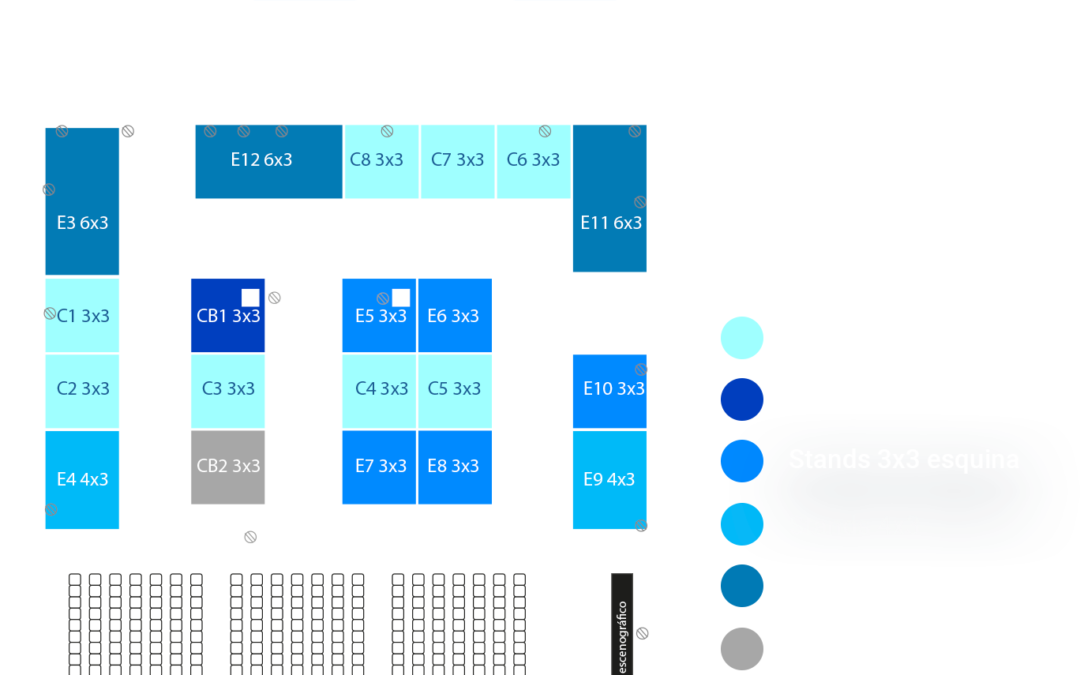 E12 6x3
C8 3x3
C7 3x3
C6 3x3
E3 6x3
E11 6x3
C1 3x3
CB1 3x3
E5 3x3
E6 3x3
C2 3x3
C3 3x3
C4 3x3
C5 3x3
E10 3x3
E4 4x3
CB2 3x3
E7 3x3
E8 3x3
E9 4x3
Stands 3x3 esquina
escenográfico